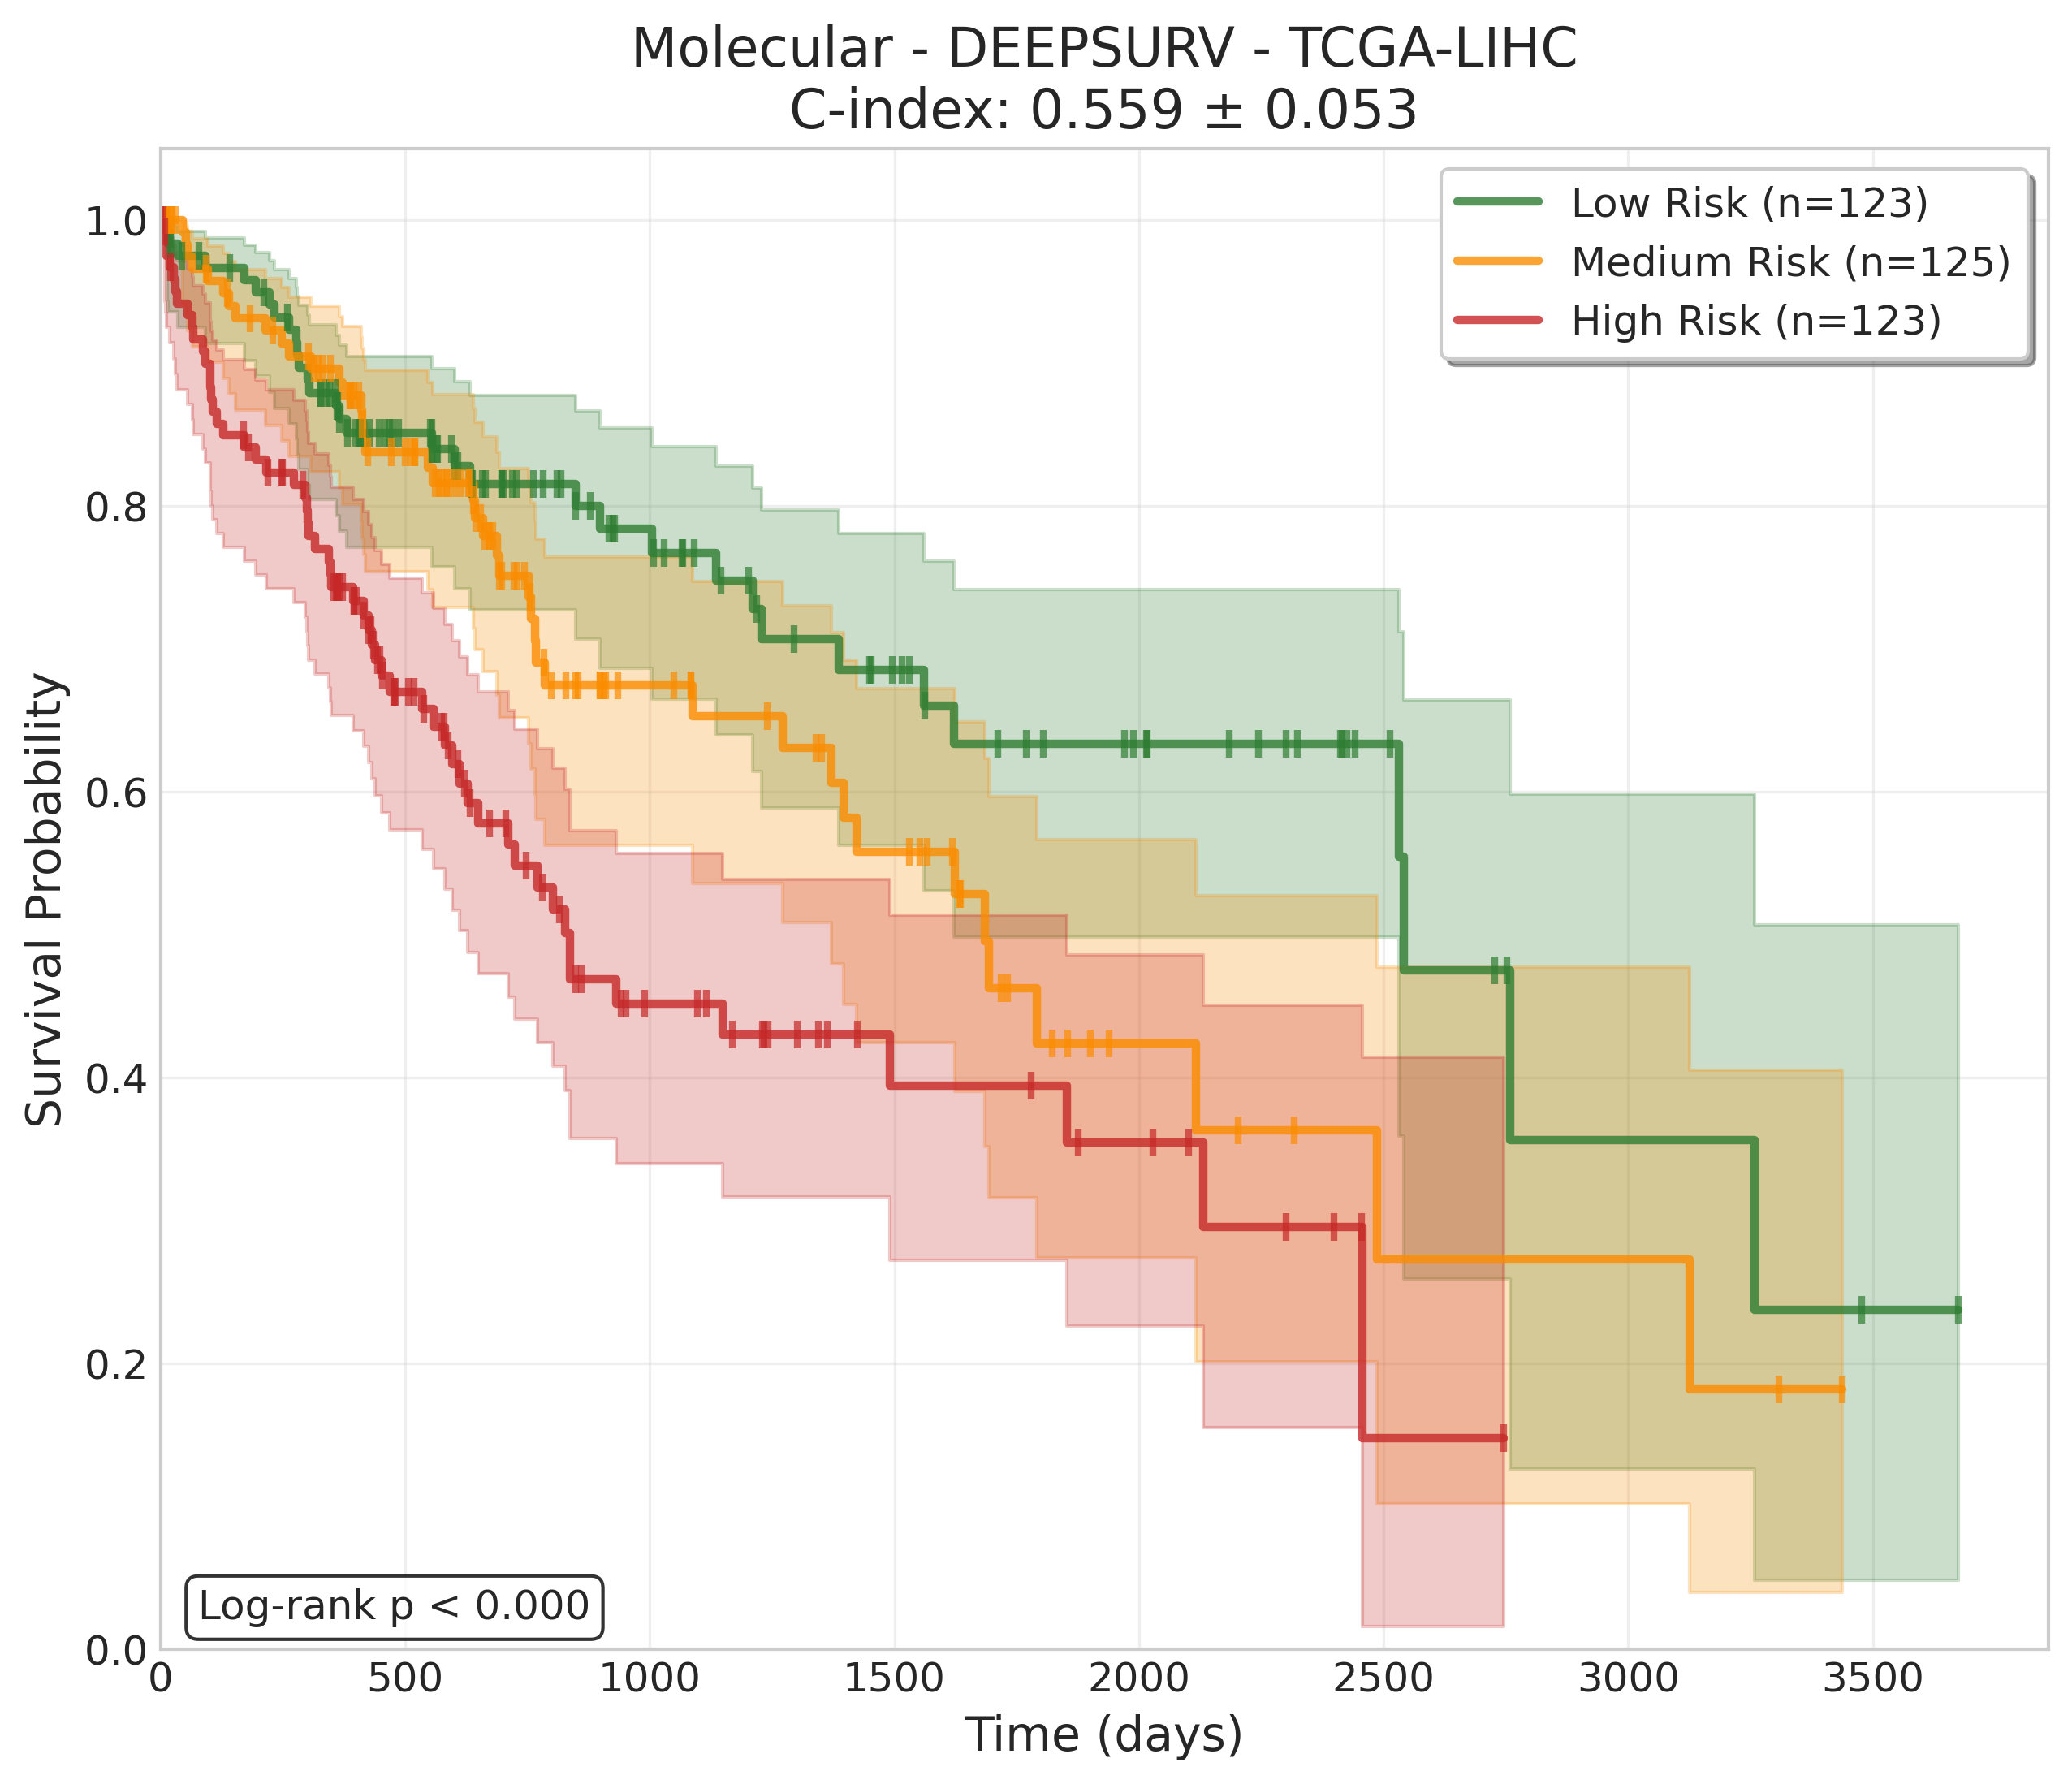 Molecular - DEEPSURV - TCGA-LIHC
C-index: 0.559 ± 0.053
Low Risk (n=123)
Medium Risk (n=125)
High Risk (n=123)
Survival Probability
1.0
0.8
0.6
0.4
0.2
0.0
Log-rank p < 0.000
0 500 1000 1500 2000 2500 3000 3500
Time (days)